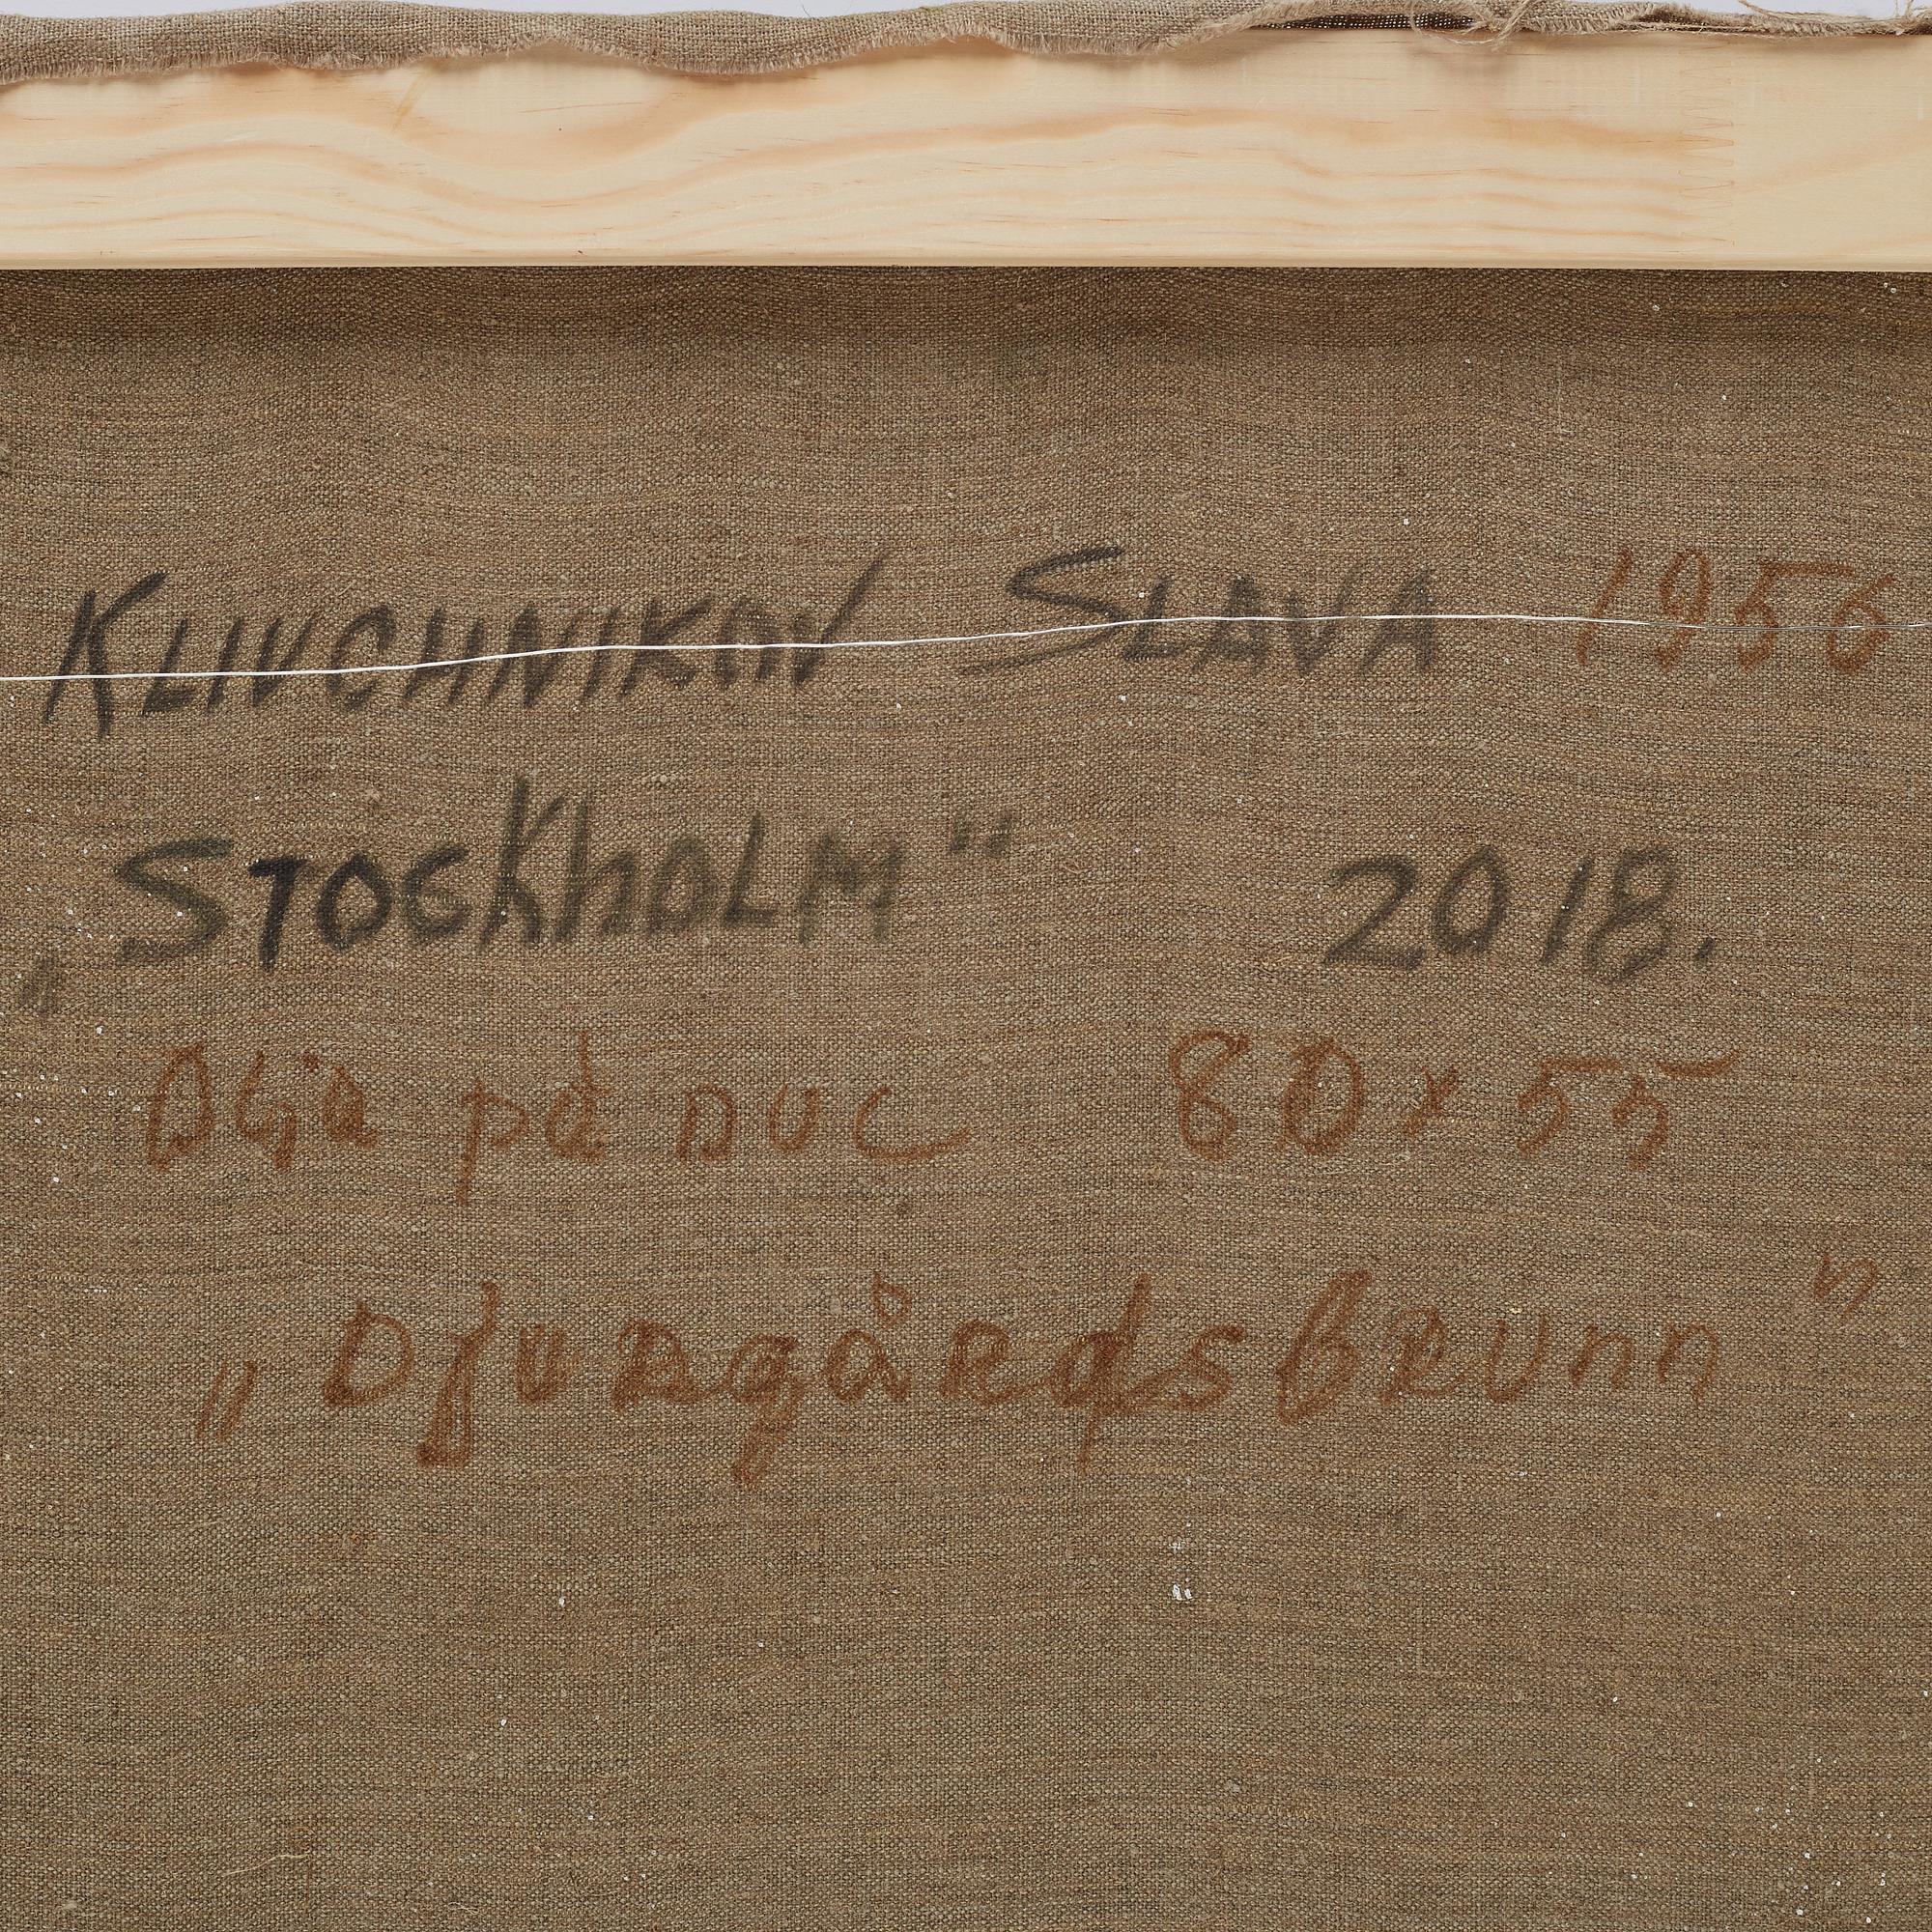 KLIUCHNIKOV SLAVA 1956
„STOCKhOLM" 2018.
Olja på DUC 80x55
„DjuRgåRdsbRunn"